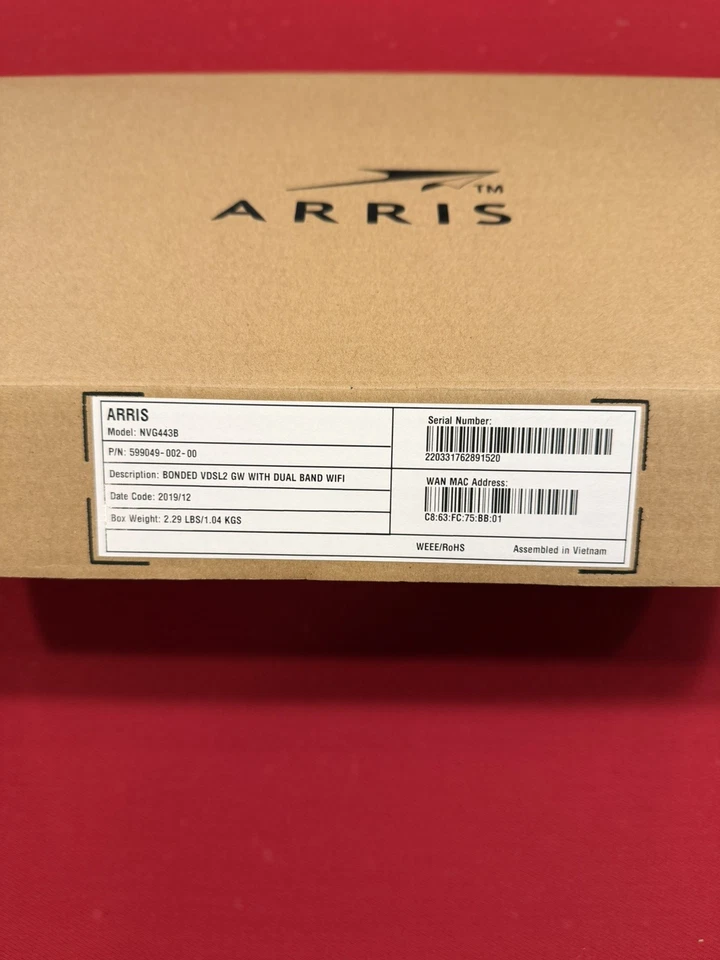 ARRIS™
ARRIS
Model: NVG443B
P/N: 599049-002-00
Description: BONDED VDSL2 GW WITH DUAL BAND WIFI
Date Code: 2019/12
Box Weight: 2.29 LBS/1.04 KGS
Serial Number:
220331762891520
WAN MAC Address:
C8:63:FC:75:BB:01
WEEE/RoHS Assembled in Vietnam